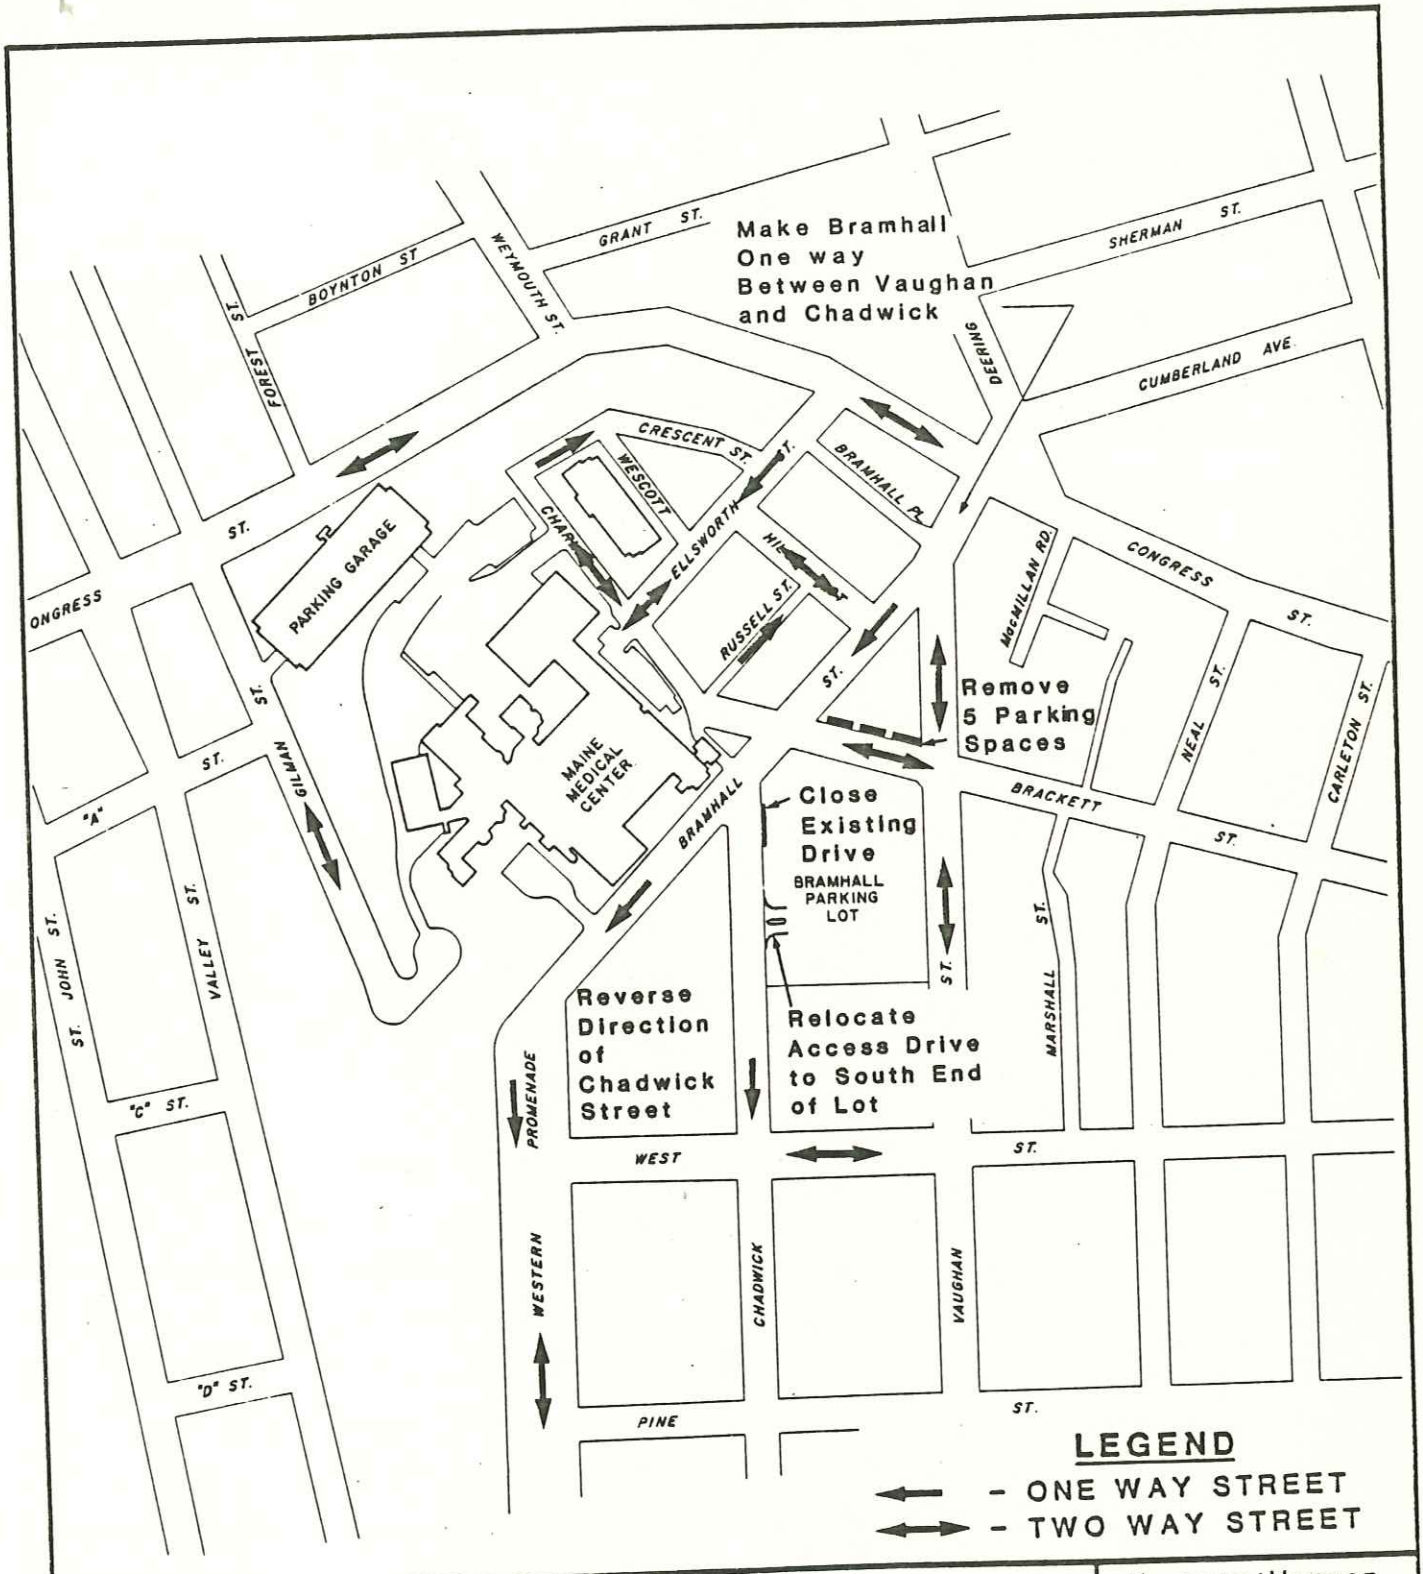 GRANT ST.
Make Bramhall
One way
Between Vaughan
and Chadwick
SHERMAN ST.
BOYNTON ST
WEYMOUTH ST.
FOREST ST.
DEERING
CUMBERLAND AVE.
CRESCENT ST.
WESCOTT
BRAMHALL PL
ST.
ELLSWORTH ST.
PARKING GARAGE
MacMILLAN RD.
CONGRESS ST.
ONGRESS
RUSSELL ST.
ST.
Remove
5 Parking
Spaces
NEAL ST.
CARLETON ST.
GILMAN ST.
"A" ST.
MAINE
MEDICAL
CENTER
BRAMHALL
BRACKETT ST.
Close
Existing
Drive
BRAMHALL
PARKING
LOT
ST. JOHN ST.
VALLEY ST.
ST.
MARSHALL ST.
Reverse
Direction
of
Chadwick
Street
Relocate
Access Drive
to South End
of Lot
"C" ST.
PROMENADE
WEST ST.
WESTERN
CHADWICK
VAUGHAN
"D" ST.
PINE ST.
LEGEND
- ONE WAY STREET
- TWO WAY STREET